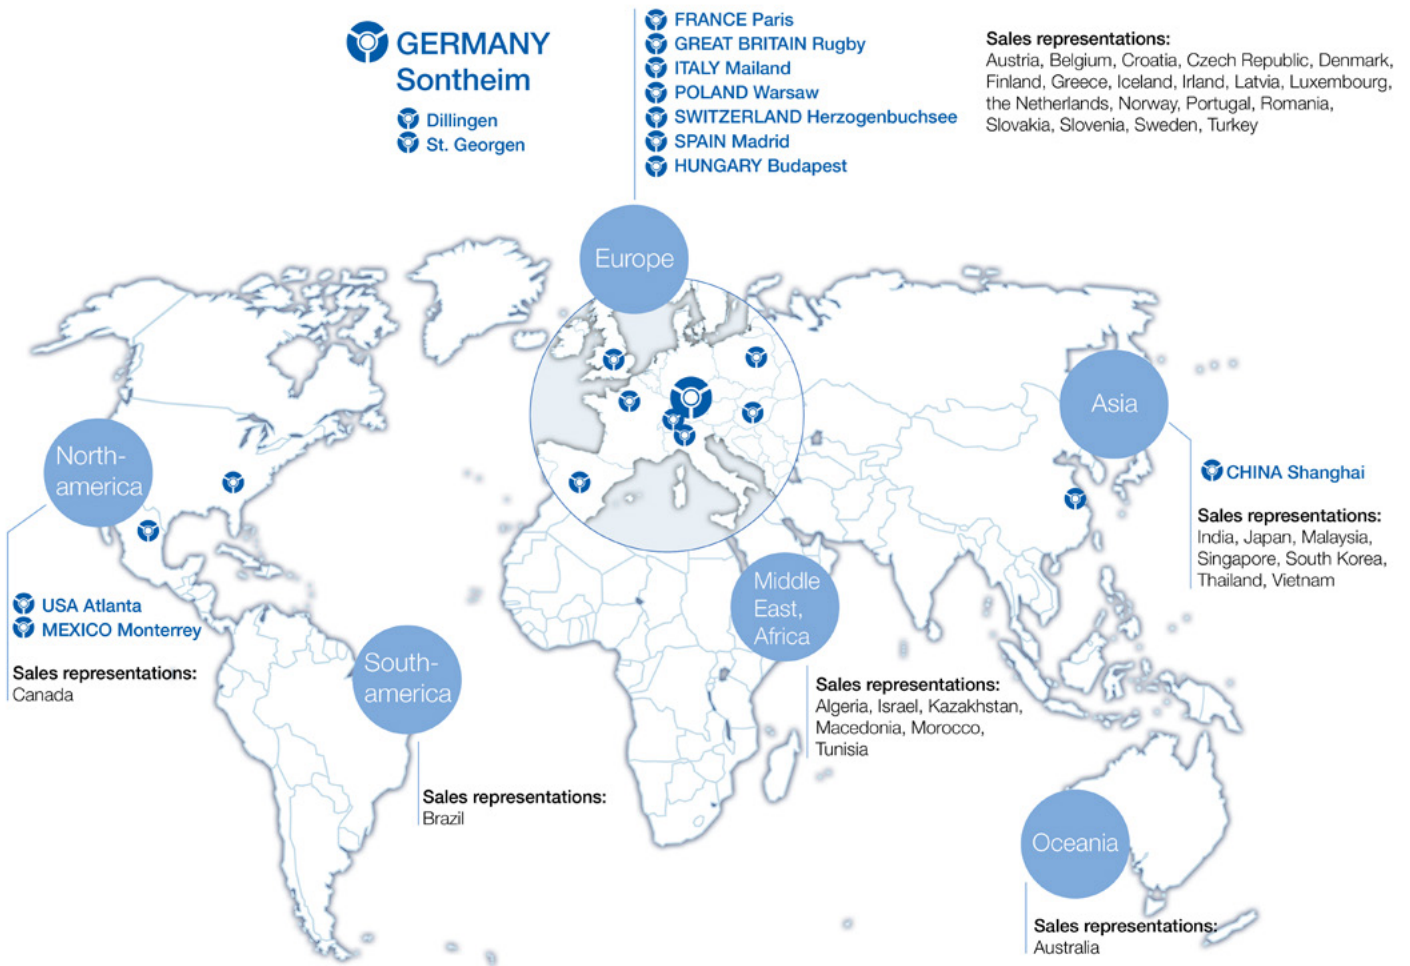 GERMANY
Sontheim
Dillingen
St. Georgen
FRANCE Paris
GREAT BRITAIN Rugby
ITALY Mailand
POLAND Warsaw
SWITZERLAND Herzogenbuchsee
SPAIN Madrid
HUNGARY Budapest
Sales representations:
Austria, Belgium, Croatia, Czech Republic, Denmark,
Finland, Greece, Iceland, Irland, Latvia, Luxembourg,
the Netherlands, Norway, Portugal, Romania,
Slovakia, Slovenia, Sweden, Turkey
Europe
Asia
CHINA Shanghai
Sales representations:
India, Japan, Malaysia,
Singapore, South Korea,
Thailand, Vietnam
North-
america
USA Atlanta
MEXICO Monterrey
Sales representations:
Canada
South-
america
Sales representations:
Brazil
Middle
East,
Africa
Sales representations:
Algeria, Israel, Kazakhstan,
Macedonia, Morocco,
Tunisia
Oceania
Sales representations:
Australia